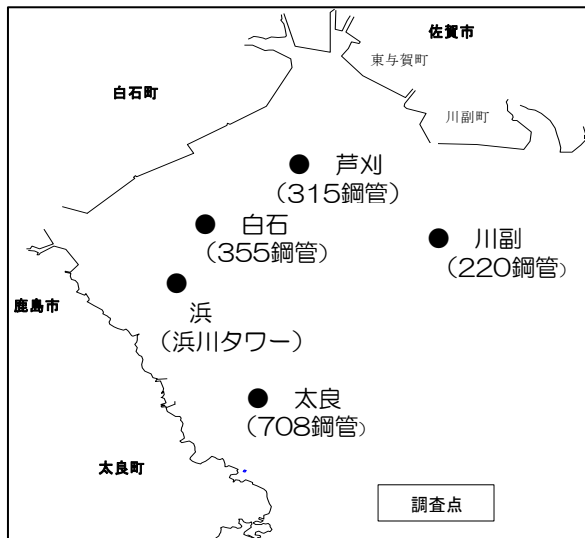 佐賀市
東与賀町
白石町
川副町
芦刈
(315鋼管)
白石
(355鋼管)
川副
(220鋼管)
浜
(浜川タワー)
鹿島市
太良
(708鋼管)
太良町
調査点